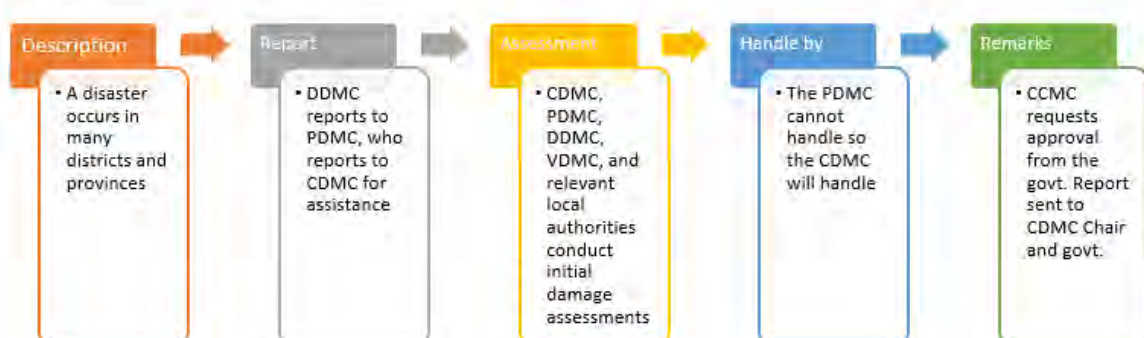 Description
• A disaster
occurs in
many
districts and
provinces
Report
• DDMC
reports to
PDMC, who
reports to
CDMC for
assistance
Assessment
• CDMC,
PDMC,
DDMC,
VDMC, and
relevant
local
authorities
conduct
initial
damage
assessments
Handle by
• The PDMC
cannot
handle so
the CDMC
will handle
Remarks
• CCMC
requests
approval
from the
govt. Report
sent to
CDMC Chair
and govt.